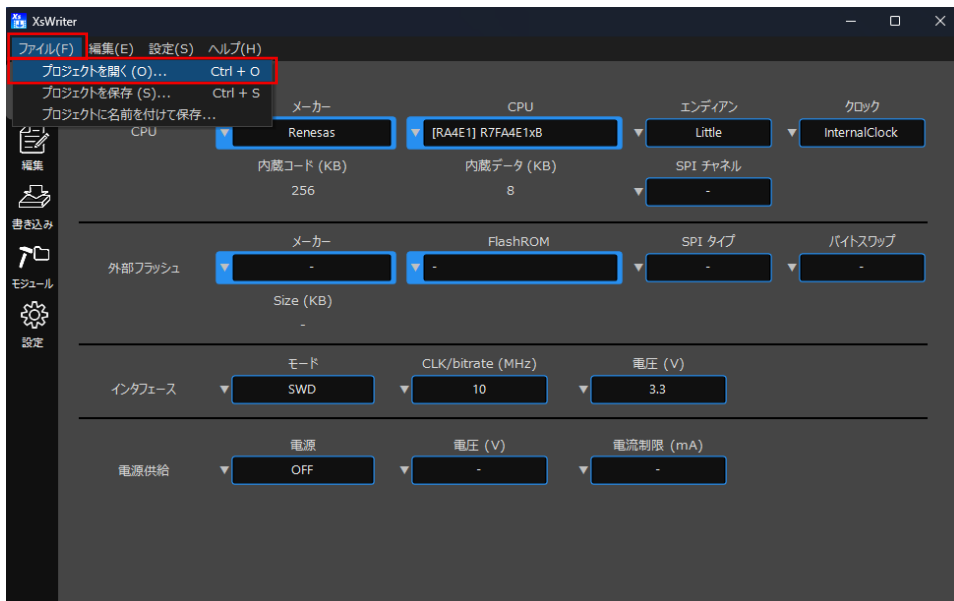 XsWriter
ファイル(F) 編集(E) 設定(S) ヘルプ(H)
プロジェクトを開く (O)... Ctrl + O
プロジェクトを保存 (S)... Ctrl + S
プロジェクトに名前を付けて保存...
メーカー CPU エンディアン クロック
CPU Renesas [RA4E1] R7FA4E1xB Little InternalClock
編集
内蔵コード (KB) 内蔵データ (KB) SPI チャネル
256 8 -
書き込み
メーカー FlashROM SPI タイプ バイトスワップ
外部フラッシュ - - - -
モジュール
Size (KB)
-
設定
モード CLK/bitrate (MHz) 電圧 (V)
インタフェース SWD 10 3.3
電源 電圧 (V) 電流制限 (mA)
電源供給 OFF - -